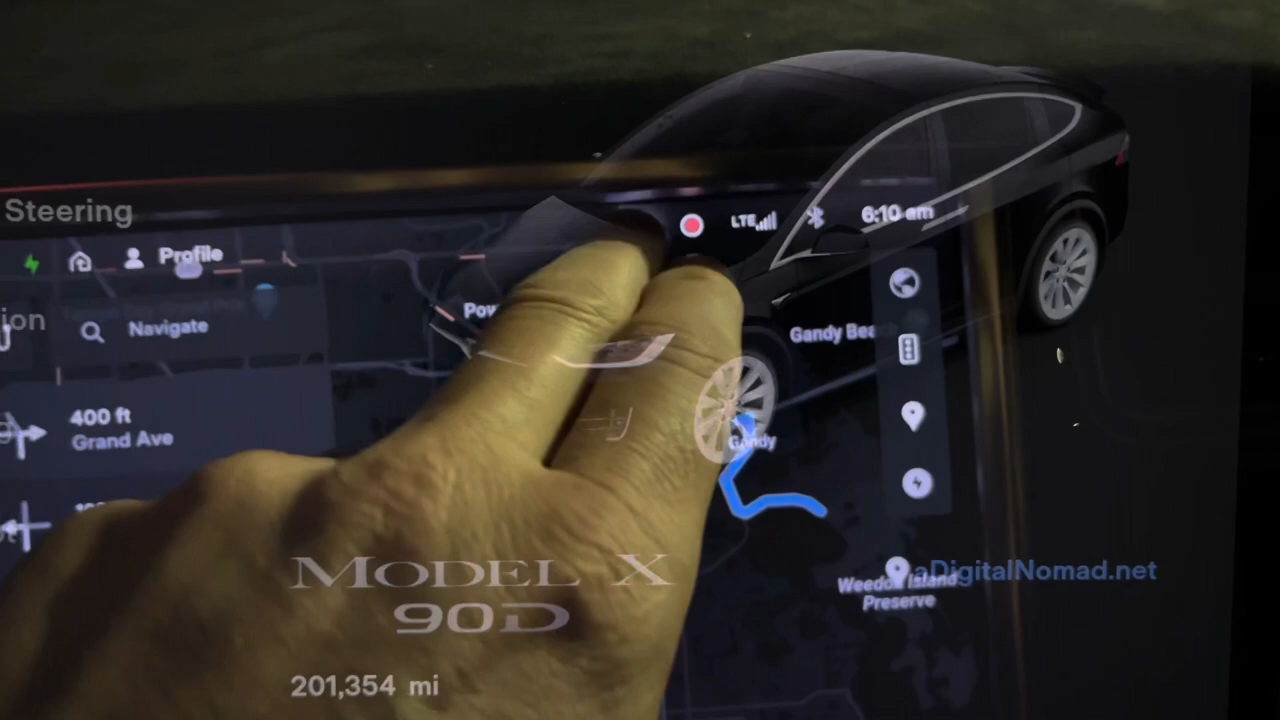 Steering
LTE
6:10 am
Profile
Navigate
Gandy
400 ft
Grand Ave
Gandy
MODEL X
90D
aDigitalNomad.net
Weedon Island
Preserve
201,354 mi